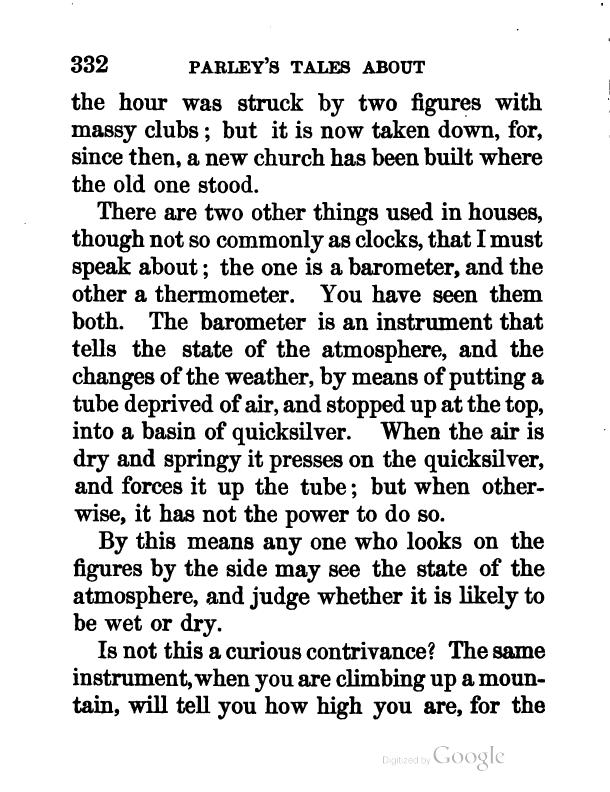 332 PARLEY'S TALES ABOUT
the hour was struck by two figures with
massy clubs; but it is now taken down, for,
since then, a new church has been built where
the old one stood.
There are two other things used in houses,
though not so commonly as clocks, that I must
speak about; the one is a barometer, and the
other a thermometer. You have seen them
both. The barometer is an instrument that
tells the state of the atmosphere, and the
changes of the weather, by means of putting a
tube deprived of air, and stopped up at the top,
into a basin of quicksilver. When the air is
dry and springy it presses on the quicksilver,
and forces it up the tube; but when other-
wise, it has not the power to do so.
By this means any one who looks on the
figures by the side may see the state of the
atmosphere, and judge whether it is likely to
be wet or dry.
Is not this a curious contrivance? The same
instrument, when you are climbing up a moun-
tain, will tell you how high you are, for the
Digitized by Google